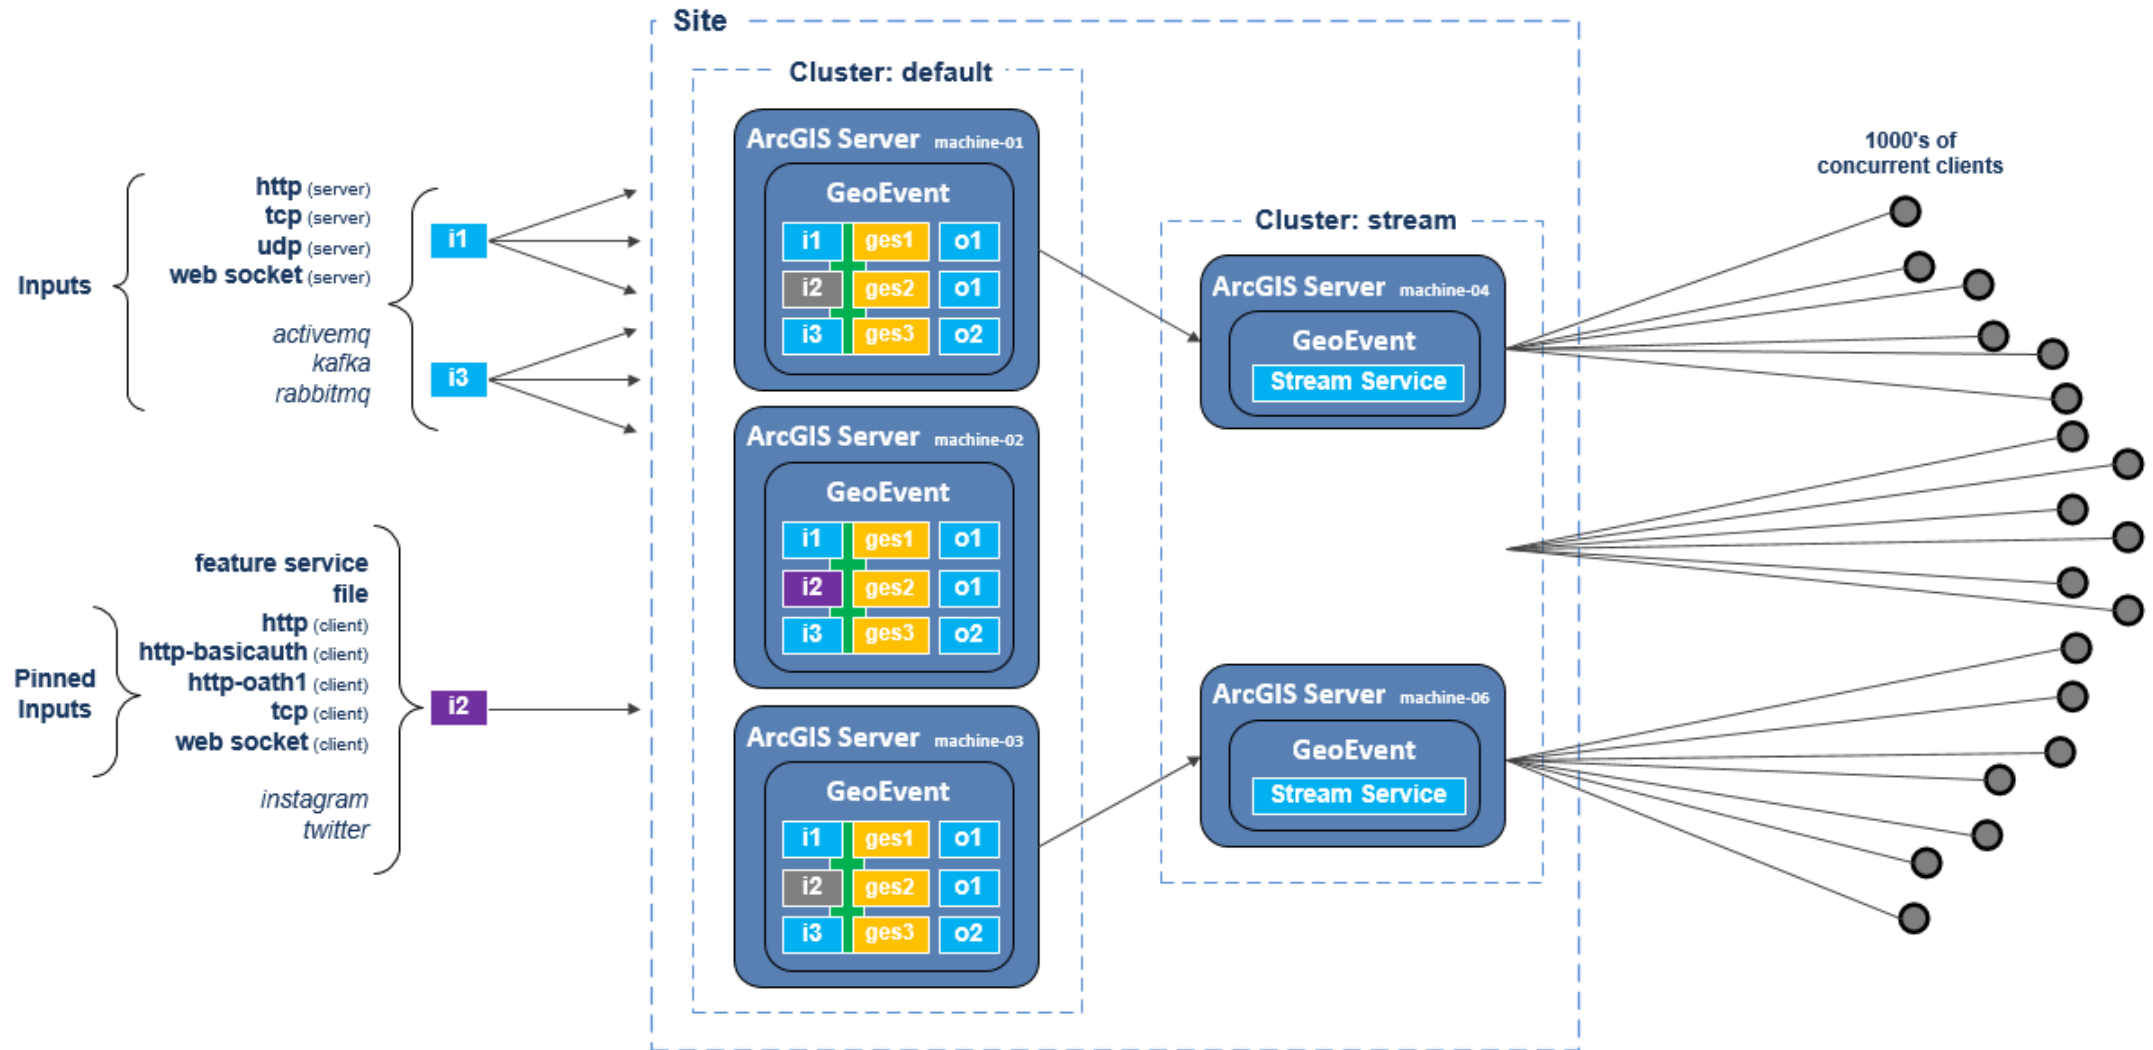 Site
Cluster: default
ArcGIS Server machine-01
GeoEvent
i1 ges1 o1
i2 ges2 o1
i3 ges3 o2
ArcGIS Server machine-02
GeoEvent
i1 ges1 o1
i2 ges2 o1
i3 ges3 o2
ArcGIS Server machine-03
GeoEvent
i1 ges1 o1
i2 ges2 o1
i3 ges3 o2
Inputs
http (server)
tcp (server)
udp (server)
web socket (server)
activemq
kafka
rabbitmq
i1
i3
Pinned
Inputs
feature service
file
http (client)
http-basicauth (client)
http-oath1 (client)
tcp (client)
web socket (client)
instagram
twitter
i2
Cluster: stream
ArcGIS Server machine-04
GeoEvent
Stream Service
ArcGIS Server machine-06
GeoEvent
Stream Service
1000's of
concurrent clients